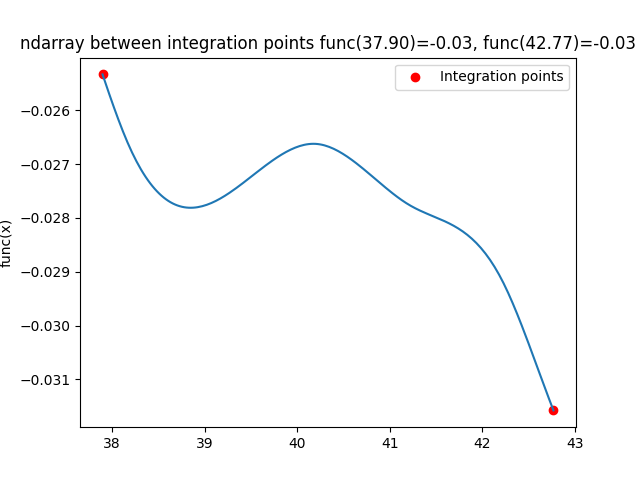 ndarray between integration points func(37.90)=-0.03, func(42.77)=-0.03
Integration points
func(x)
−0.026
−0.027
−0.028
−0.029
−0.030
−0.031
38 39 40 41 42 43